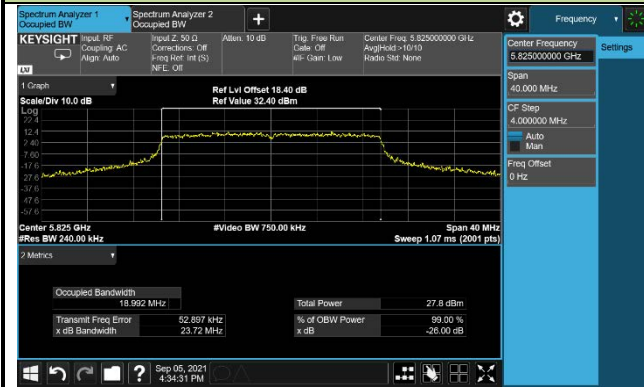 Spectrum Analyzer 1
Occupied BW
Spectrum Analyzer 2
Occupied BW
+
Frequency
KEYSIGHT
Input: RF
Coupling: AC
Align: Auto
Input Z: 50 Ω
Corrections: Off
Freq Ref: Int (S)
NFE: Off
Atten: 10 dB
Trig: Free Run
Gate: Off
#IF Gain: Low
Center Freq: 5.825000000 GHz
Avg|Hold:>10/10
Radio Std: None
LXI
Center Frequency
5.825000000 GHz
Settings
Span
40.000 MHz
CF Step
4.000000 MHz
Auto
Man
Freq Offset
0 Hz
1 Graph
Scale/Div 10.0 dB
Ref Lvl Offset 18.40 dB
Ref Value 32.40 dBm
Log
22.4
12.4
2.40
-7.60
-17.6
-27.6
-37.6
-47.6
-57.6
Center 5.825 GHz
#Res BW 240.00 kHz
#Video BW 750.00 kHz
Span 40 MHz
Sweep 1.07 ms (2001 pts)
2 Metrics
Occupied Bandwidth
18.992 MHz
Total Power 27.8 dBm
Transmit Freq Error 52.897 kHz
% of OBW Power 99.00 %
x dB Bandwidth 23.72 MHz
x dB -26.00 dB
?
Sep 05, 2021
4:34:31 PM